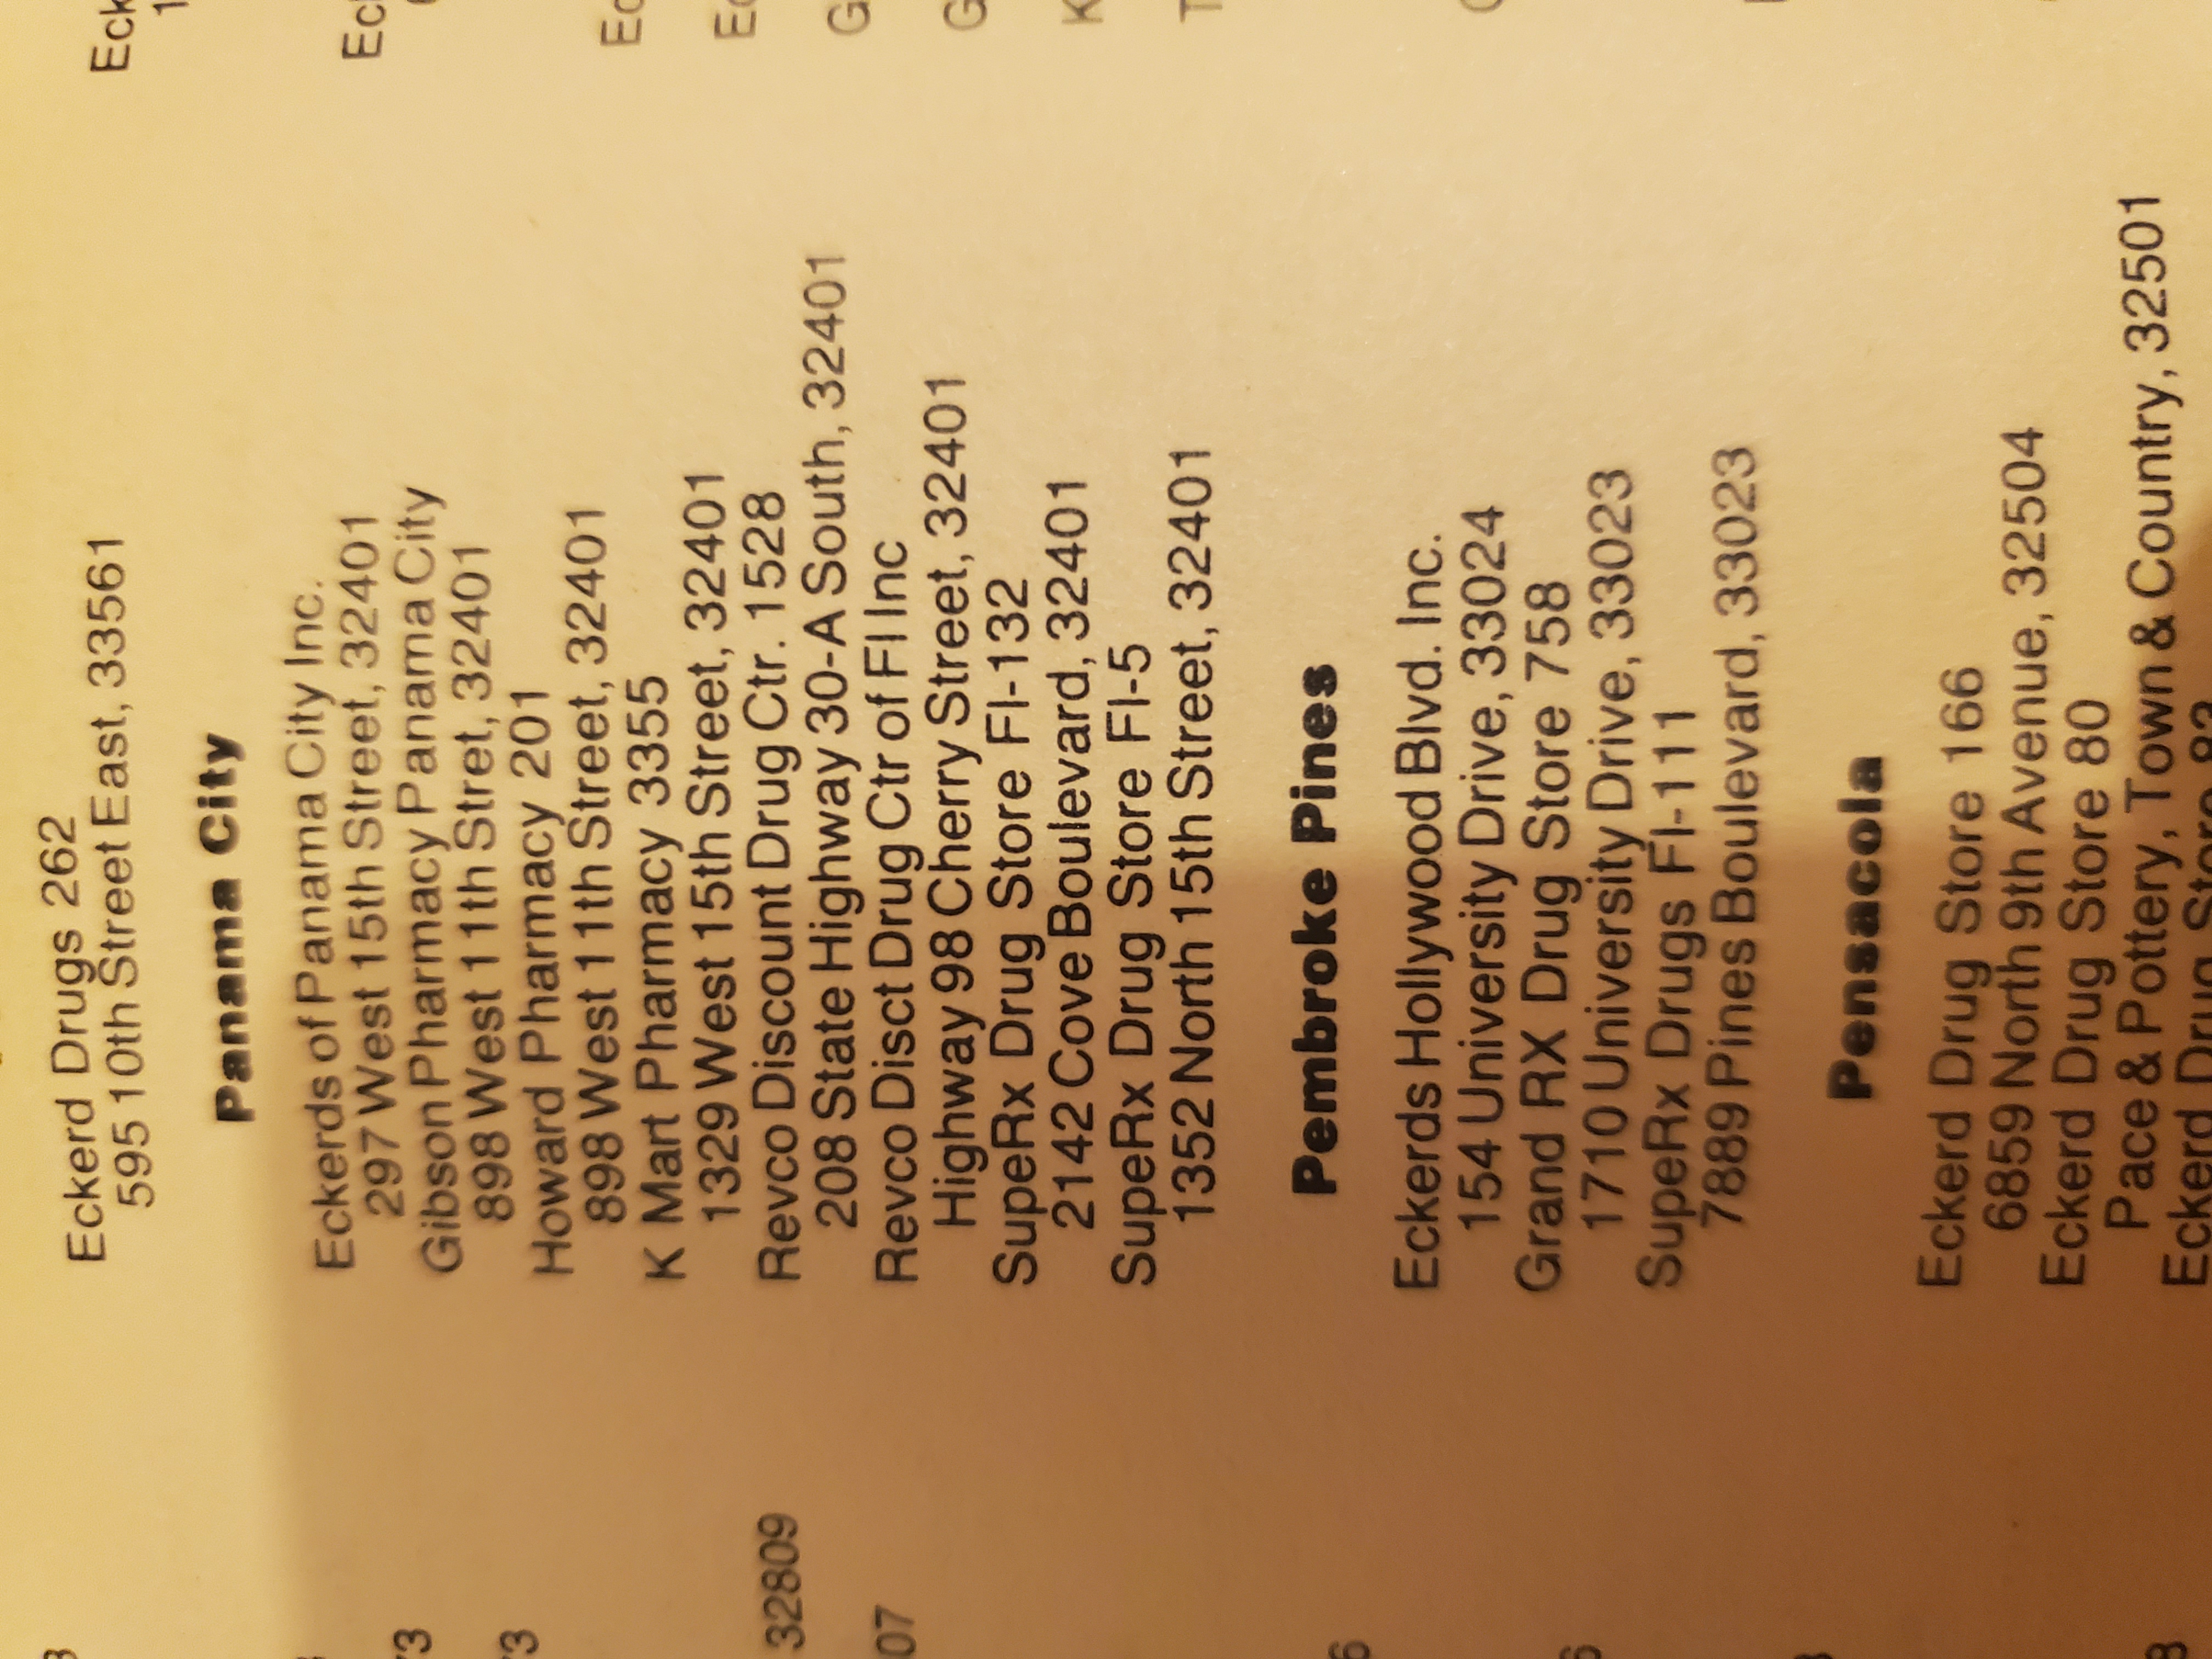 Eckerd Drugs 262
595 10th Street East, 33561
Panama City
Eckerds of Panama City Inc.
297 West 15th Street, 32401
Gibson Pharmacy Panama City
898 West 11th Stret, 32401
Howard Pharmacy 201
898 West 11th Street, 32401
K Mart Pharmacy 3355
1329 West 15th Street, 32401
Revco Discount Drug Ctr. 1528
208 State Highway 30-A South, 32401
Revco Disct Drug Ctr of Fl Inc
Highway 98 Cherry Street, 32401
SupeRx Drug Store Fl-132
2142 Cove Boulevard, 32401
SupeRx Drug Store Fl-5
1352 North 15th Street, 32401
Pembroke Pines
Eckerds Hollywood Blvd. Inc.
154 University Drive, 33024
Grand RX Drug Store 758
1710 University Drive, 33023
SupeRx Drugs Fl-111
7889 Pines Boulevard, 33023
Pensacola
Eckerd Drug Store 166
6859 North 9th Avenue, 32504
Eckerd Drug Store 80
Pace & Pottery, Town & Country, 32501
Eckerd Drug Store
32809
07